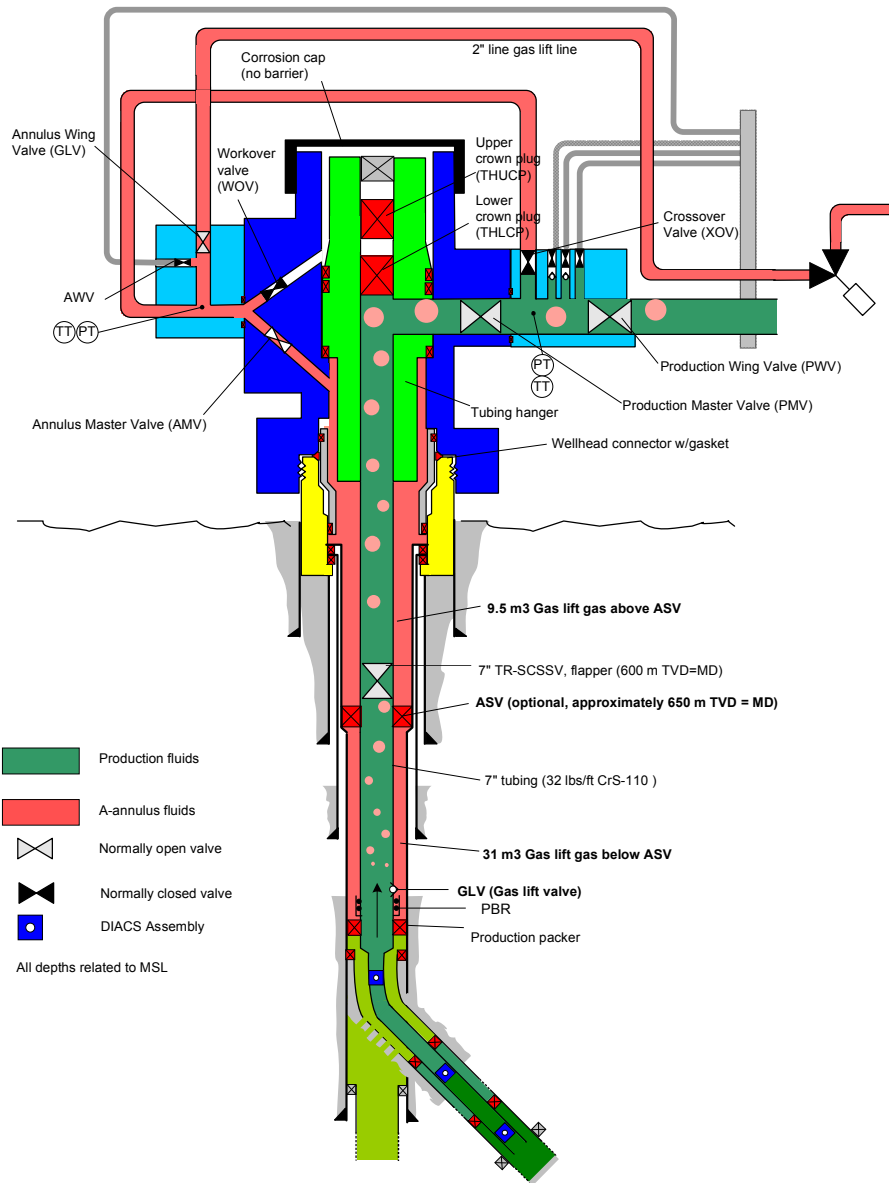 2" line gas lift line
Corrosion cap
(no barrier)
Annulus Wing
Valve (GLV)
Workover
valve
(WOV)
Upper
crown plug
(THUCP)
Lower
crown plug
(THLCP)
Crossover
Valve (XOV)
AWV
TT PT
PT
TT
Production Wing Valve (PWV)
Production Master Valve (PMV)
Tubing hanger
Annulus Master Valve (AMV)
Wellhead connector w/gasket
9.5 m3 Gas lift gas above ASV
7" TR-SCSSV, flapper (600 m TVD=MD)
ASV (optional, approximately 650 m TVD = MD)
Production fluids
7" tubing (32 lbs/ft CrS-110 )
A-annulus fluids
Normally open valve
31 m3 Gas lift gas below ASV
Normally closed valve
GLV (Gas lift valve)
PBR
DIACS Assembly
Production packer
All depths related to MSL